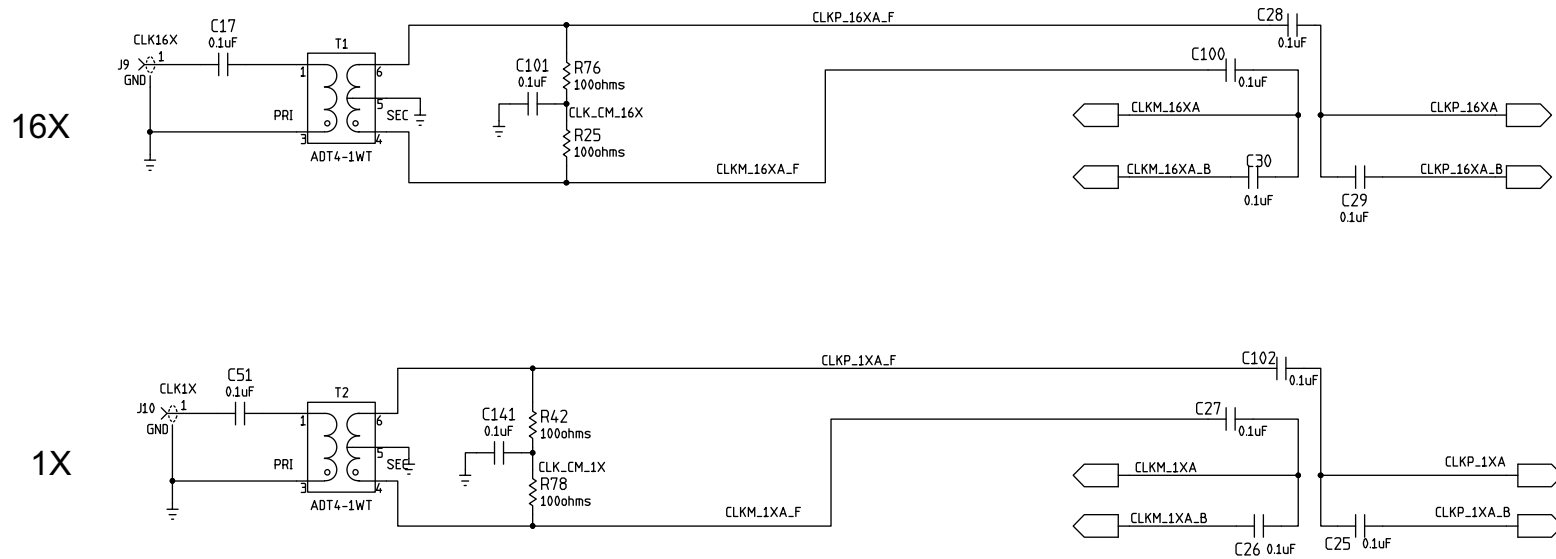 16X
CLK16X
J9
1
GND
C17
0.1uF
T1
1
3
PRI
SEC
6
5
4
ADT4-1WT
C101
0.1uF
R76
100ohms
CLK_CM_16X
R25
100ohms
CLKP_16XA_F
CLKM_16XA_F
C28
0.1uF
C100
0.1uF
CLKM_16XA
CLKP_16XA
CLKM_16XA_B
C30
0.1uF
C29
0.1uF
CLKP_16XA_B
1X
CLK1X
J10
1
GND
C51
0.1uF
T2
1
3
PRI
SEC
6
5
4
ADT4-1WT
C141
0.1uF
R42
100ohms
CLK_CM_1X
R78
100ohms
CLKP_1XA_F
CLKM_1XA_F
C102
0.1uF
C27
0.1uF
CLKM_1XA
CLKP_1XA
CLKM_1XA_B
C26
0.1uF
C25
0.1uF
CLKP_1XA_B